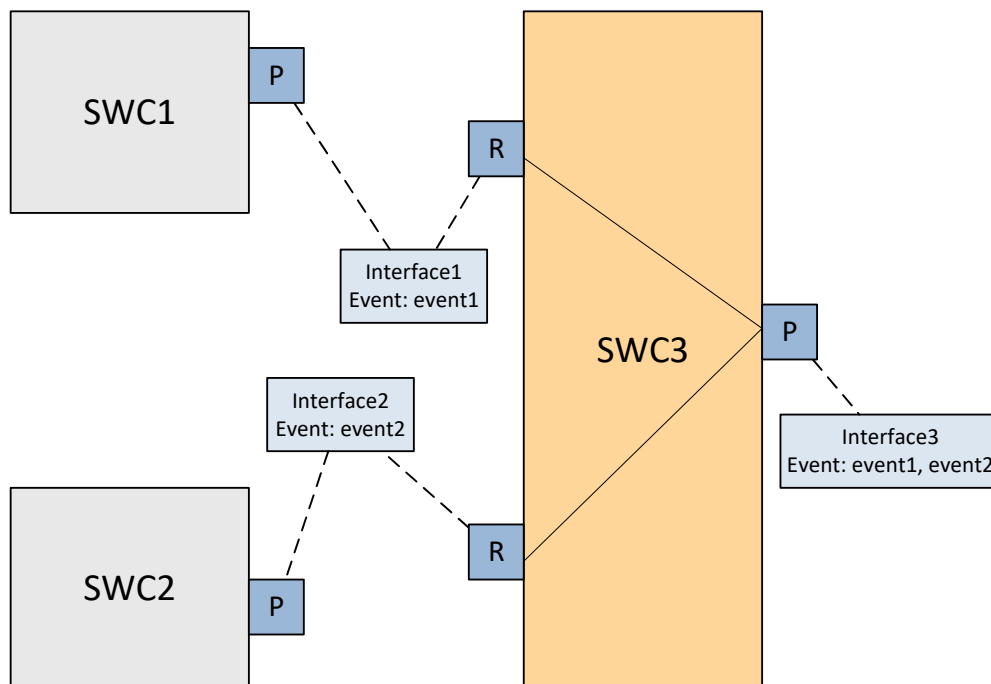 SWC1
P
R
Interface1
Event: event1
SWC3
P
Interface2
Event: event2
Interface3
Event: event1, event2
R
SWC2
P